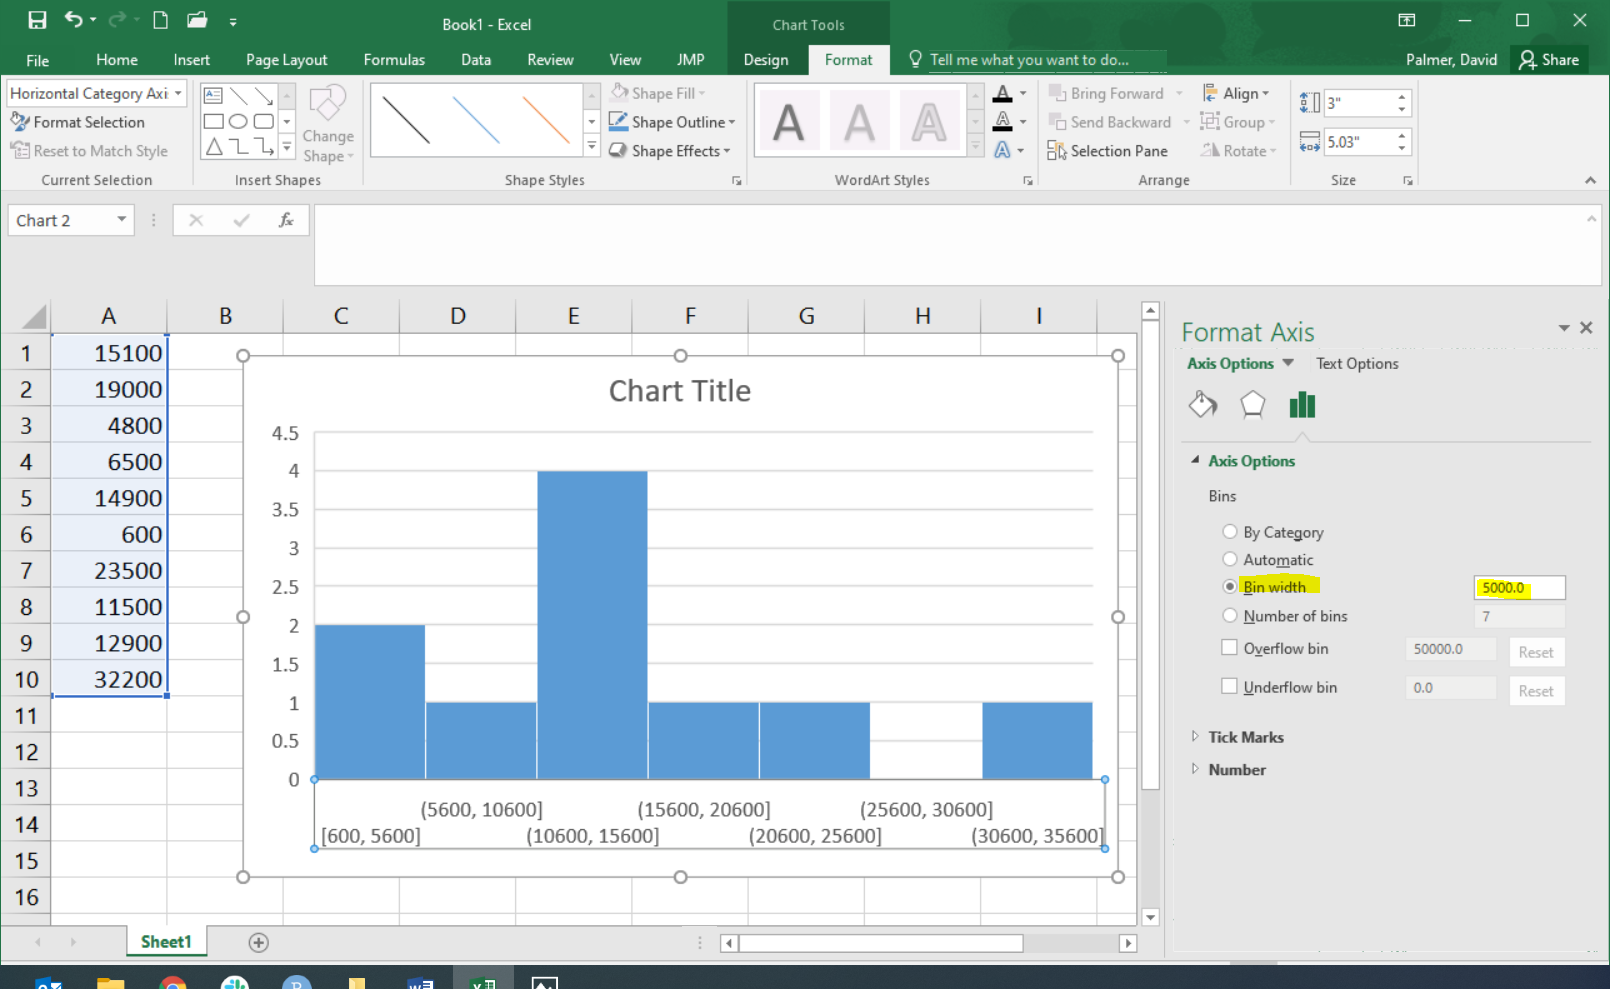 Book1 - Excel
Chart Tools
File Home Insert Page Layout Formulas Data Review View JMP Design Format Tell me what you want to do... Palmer, David Share
Horizontal Category Axi
Format Selection
Reset to Match Style
Current Selection
Change
Shape
Insert Shapes
Shape Fill
Shape Outline
Shape Effects
Shape Styles
A A A
A
A
A
WordArt Styles
Bring Forward
Send Backward
Selection Pane
Align
Group
Rotate
Arrange
3"
5.03"
Size
Chart 2
fx
A B C D E F G H I
1 15100
2 19000
3 4800
4 6500
5 14900
6 600
7 23500
8 11500
9 12900
10 32200
11
12
13
14
15
16
Chart Title
4.5
4
3.5
3
2.5
2
1.5
1
0.5
0
(5600, 10600] (15600, 20600] (25600, 30600]
[600, 5600] (10600, 15600] (20600, 25600] (30600, 35600]
Format Axis
Axis Options Text Options
Axis Options
Bins
By Category
Automatic
Bin width 5000.0
Number of bins 7
Overflow bin 50000.0 Reset
Underflow bin 0.0 Reset
Tick Marks
Number
Sheet1